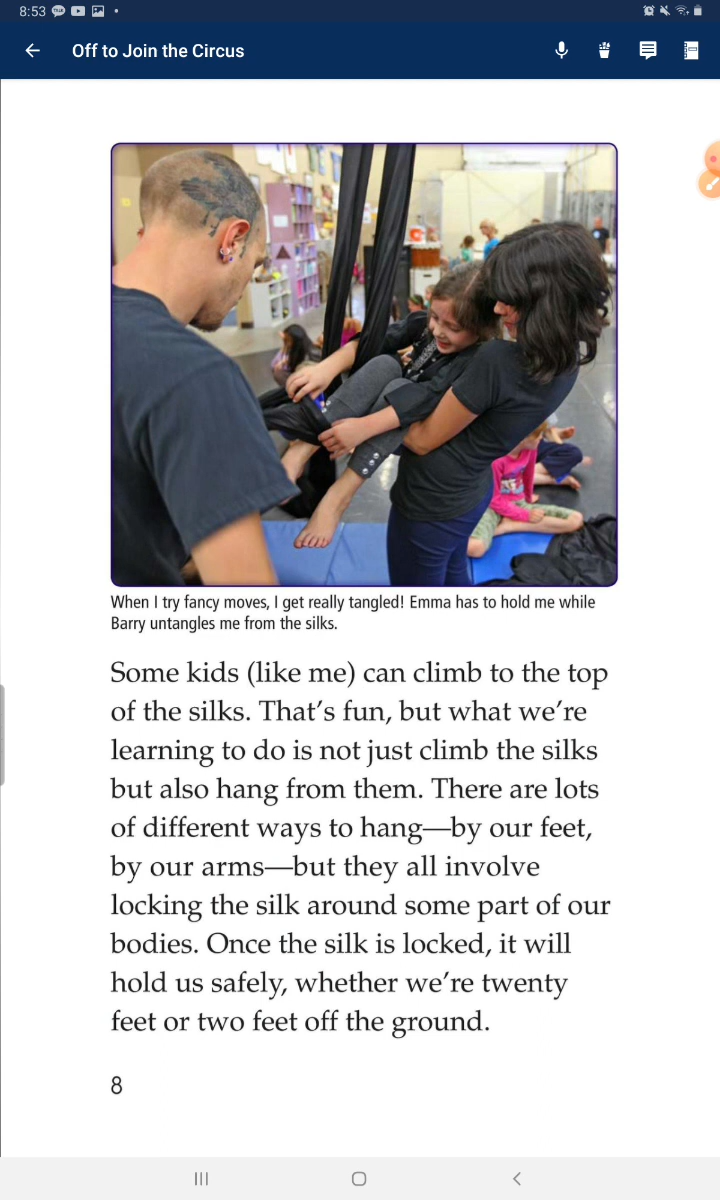 8:53
Off to Join the Circus
When I try fancy moves, I get really tangled! Emma has to hold me while
Barry untangles me from the silks.
Some kids (like me) can climb to the top
of the silks. That’s fun, but what we’re
learning to do is not just climb the silks
but also hang from them. There are lots
of different ways to hang—by our feet,
by our arms—but they all involve
locking the silk around some part of our
bodies. Once the silk is locked, it will
hold us safely, whether we’re twenty
feet or two feet off the ground.
8